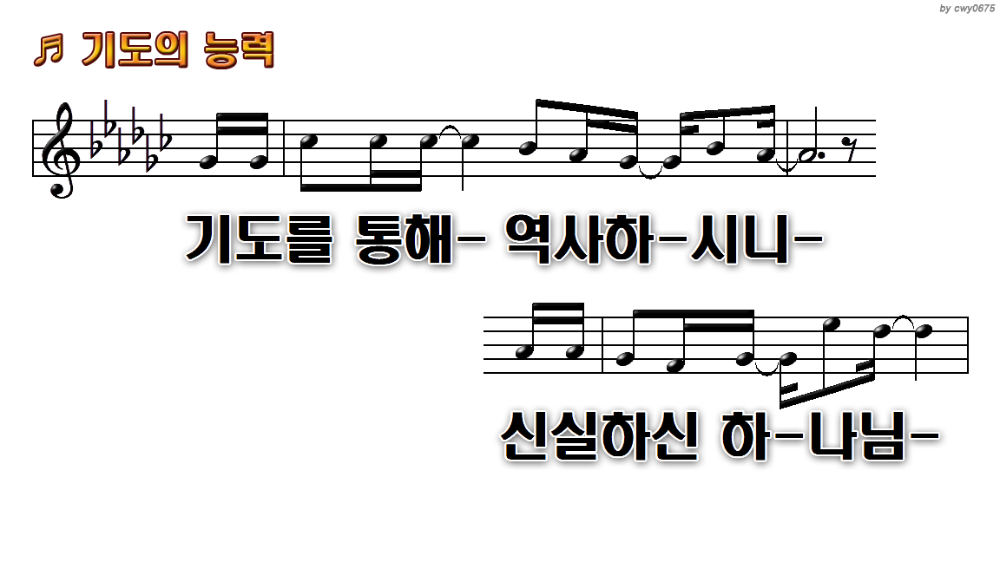 by cwy0675
♬ 기도의 능력
기도를 통해- 역사하-시니-
신실하신 하-나님-